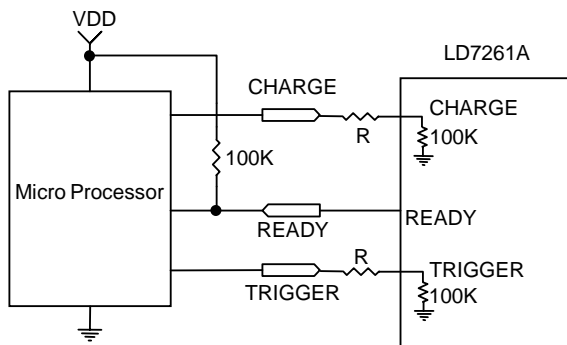 VDD
LD7261A
CHARGE
CHARGE
R
100K
100K
Micro Processor
READY
READY
R
TRIGGER
TRIGGER
100K